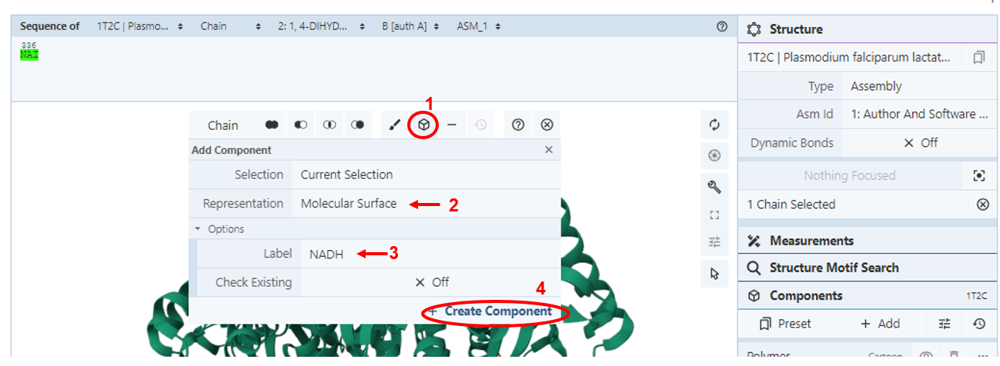 Sequence of 1T2C | Plasmo... Chain 2: 1, 4-DIHYD... B [auth A] ASM_1
336
NAI
1
Chain
Add Component
Selection Current Selection
Representation Molecular Surface 2
Options
Label NADH 3
Check Existing Off
4
+ Create Component
Structure
1T2C | Plasmodium falciparum lactat...
Type Assembly
Asm Id 1: Author And Software ...
Dynamic Bonds Off
Nothing Focused
1 Chain Selected
Measurements
Structure Motif Search
Components 1T2C
Preset + Add
Polymer Cartoon